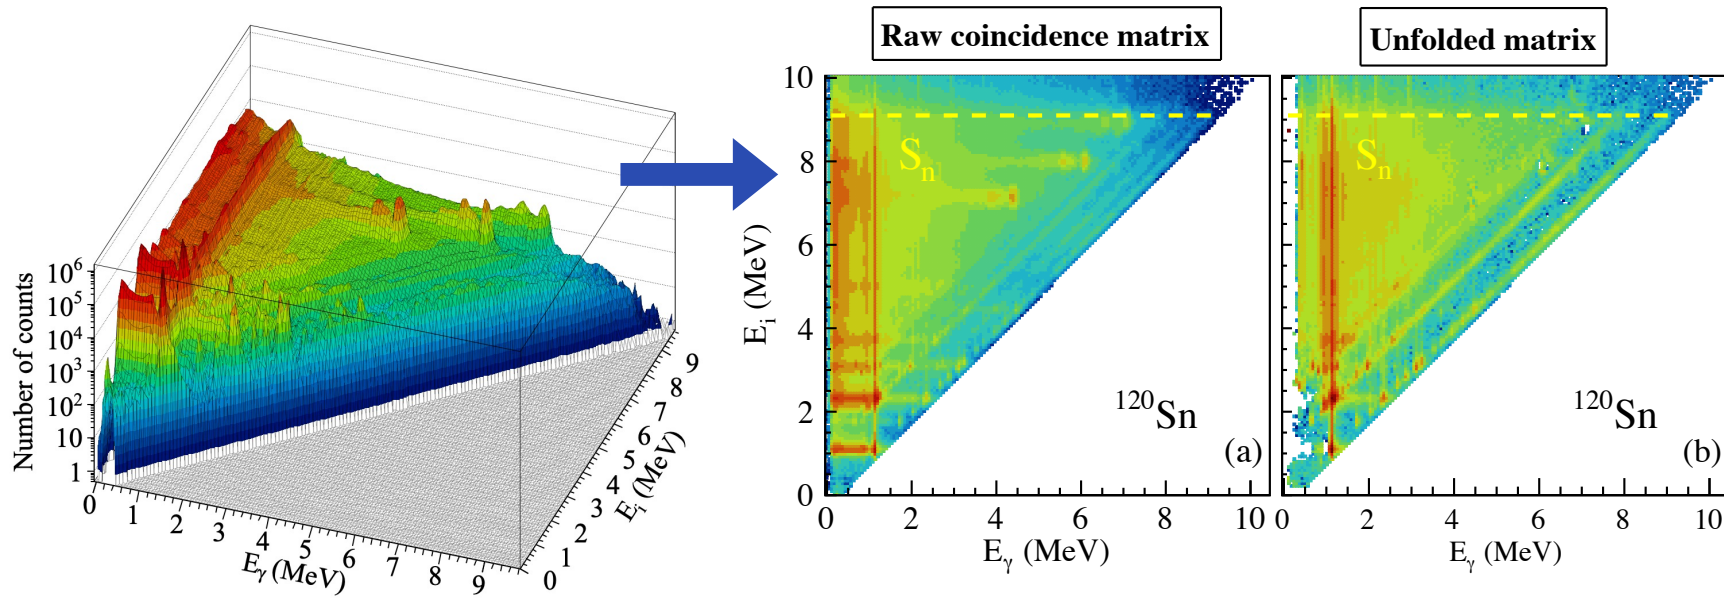 Raw coincidence matrix
Unfolded matrix
Number of counts
10⁶
10⁵
10⁴
10³
10²
10
1
0 1 2 3 4 5 6 7 8 9
E_γ (MeV)
0 1 2 3 4 5 6 7 8 9
E_i (MeV)
10
8
6
4
2
0
E_i (MeV)
S_n
¹²⁰Sn
(a)
0 2 4 6 8 10
E_γ (MeV)
S_n
¹²⁰Sn
(b)
0 2 4 6 8 10
E_γ (MeV)